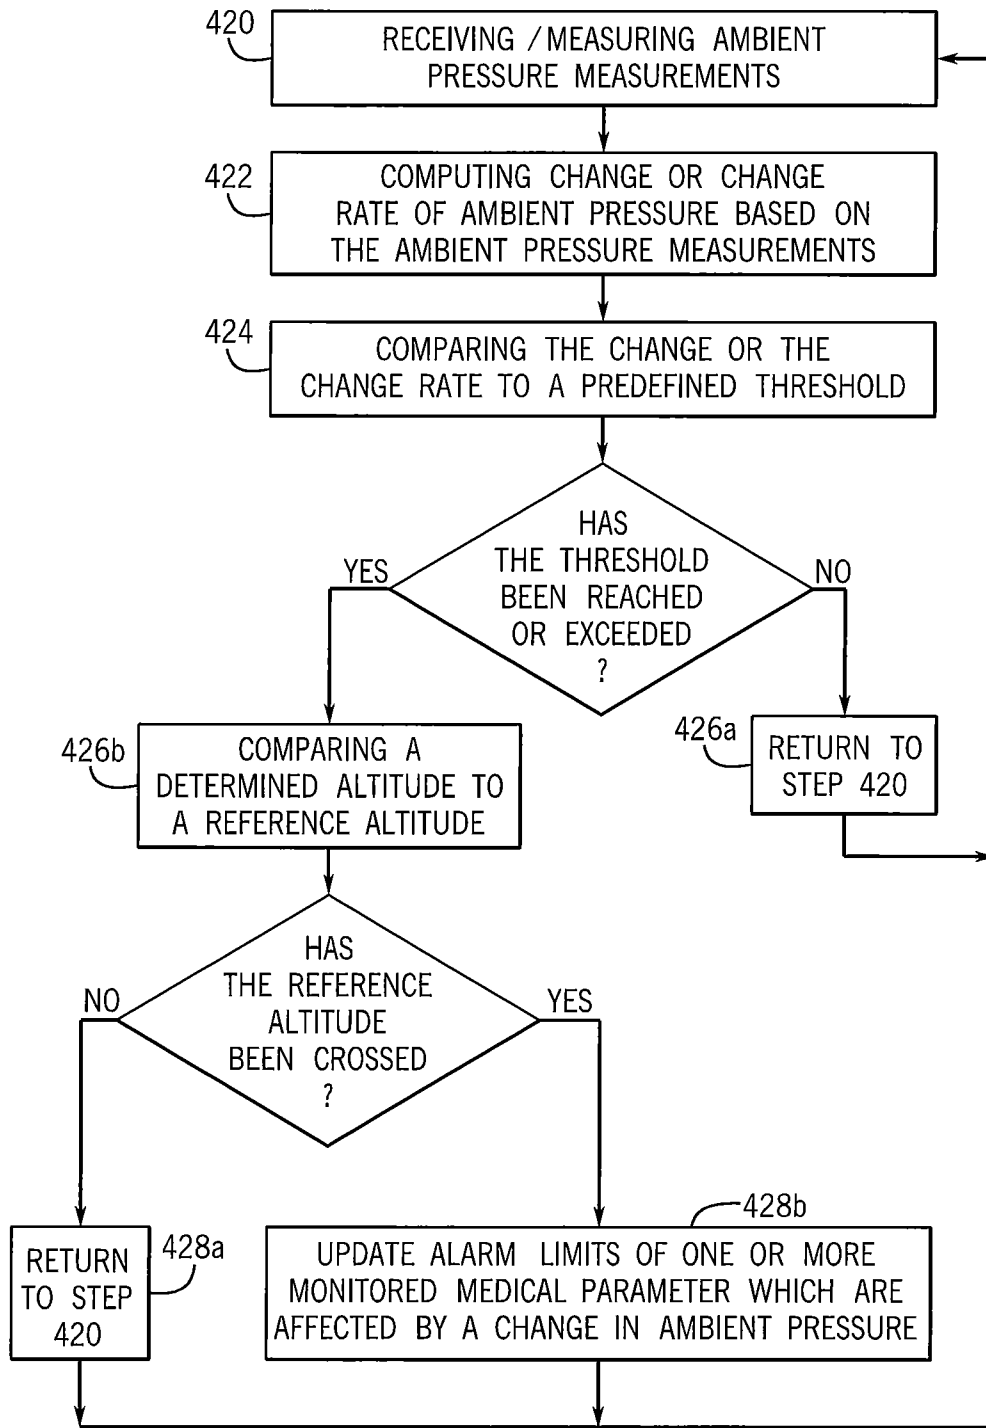 420
RECEIVING / MEASURING AMBIENT
PRESSURE MEASUREMENTS
422
COMPUTING CHANGE OR CHANGE
RATE OF AMBIENT PRESSURE BASED ON
THE AMBIENT PRESSURE MEASUREMENTS
424
COMPARING THE CHANGE OR THE
CHANGE RATE TO A PREDEFINED THRESHOLD
HAS
THE THRESHOLD
BEEN REACHED
OR EXCEEDED
?
YES
NO
426b
COMPARING A
DETERMINED ALTITUDE TO
A REFERENCE ALTITUDE
426a
RETURN TO
STEP 420
HAS
THE REFERENCE
ALTITUDE
BEEN CROSSED
?
NO
YES
RETURN
TO STEP
420
428a
428b
UPDATE ALARM LIMITS OF ONE OR MORE
MONITORED MEDICAL PARAMETER WHICH ARE
AFFECTED BY A CHANGE IN AMBIENT PRESSURE